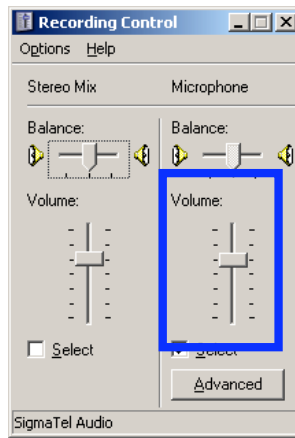 Recording Control
Options Help
Stereo Mix Microphone
Balance: Balance:
Volume: Volume:
Select Select
Advanced
SigmaTel Audio